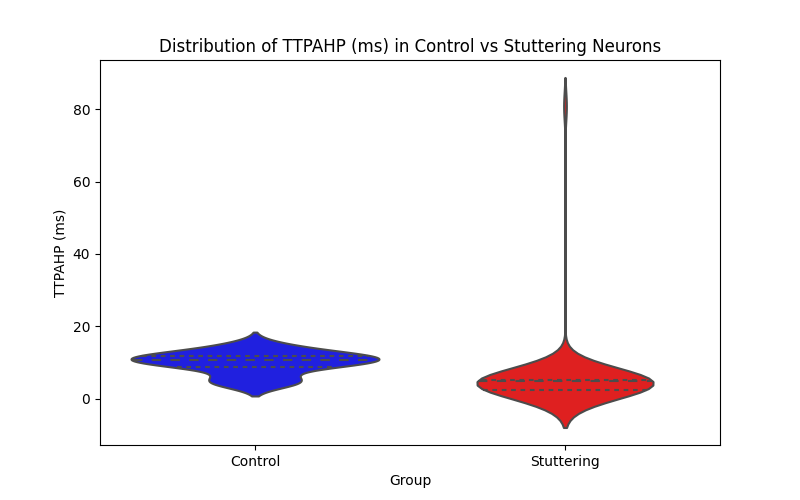 Distribution of TTPAHP (ms) in Control vs Stuttering Neurons
TTPAHP (ms)
80
60
40
20
0
Control
Stuttering
Group